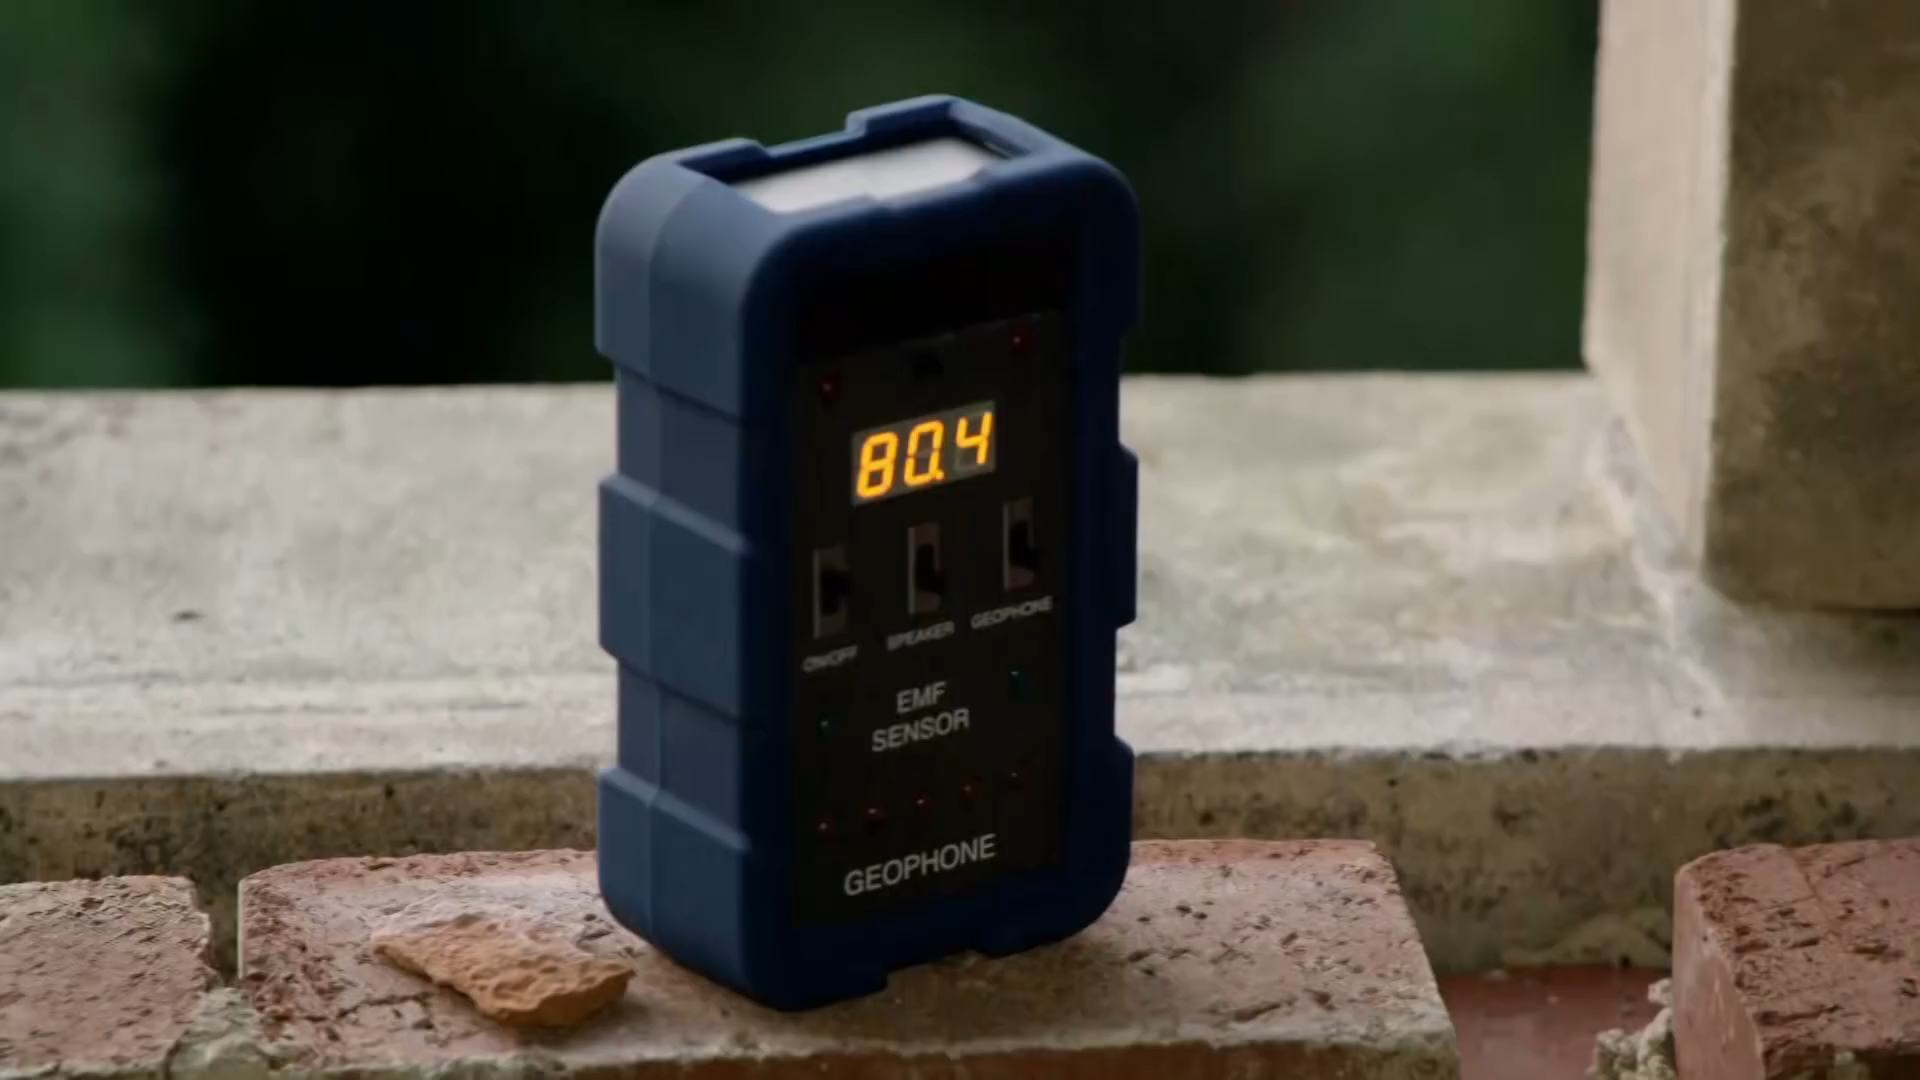 80.4
ON/OFF SPEAKER GEOPHONE
EMF
SENSOR
GEOPHONE